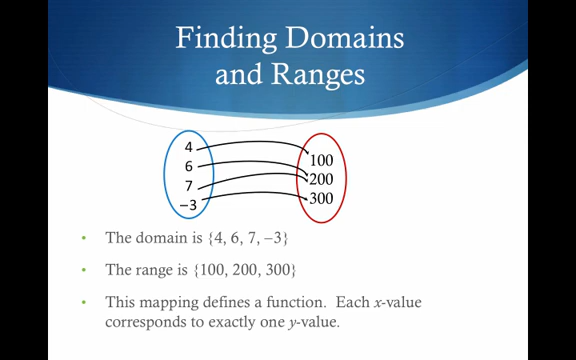 Finding Domains
and Ranges
4
6
7
−3
100
200
300
• The domain is {4, 6, 7, −3}
• The range is {100, 200, 300}
• This mapping defines a function. Each x-value
corresponds to exactly one y-value.